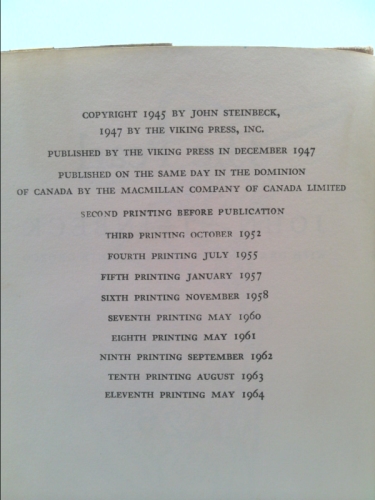 COPYRIGHT 1945 BY JOHN STEINBECK,
1947 BY THE VIKING PRESS, INC.
PUBLISHED BY THE VIKING PRESS IN DECEMBER 1947
PUBLISHED ON THE SAME DAY IN THE DOMINION
OF CANADA BY THE MACMILLAN COMPANY OF CANADA LIMITED
SECOND PRINTING BEFORE PUBLICATION
THIRD PRINTING OCTOBER 1952
FOURTH PRINTING JULY 1955
FIFTH PRINTING JANUARY 1957
SIXTH PRINTING NOVEMBER 1958
SEVENTH PRINTING MAY 1960
EIGHTH PRINTING MAY 1961
NINTH PRINTING SEPTEMBER 1962
TENTH PRINTING AUGUST 1963
ELEVENTH PRINTING MAY 1964